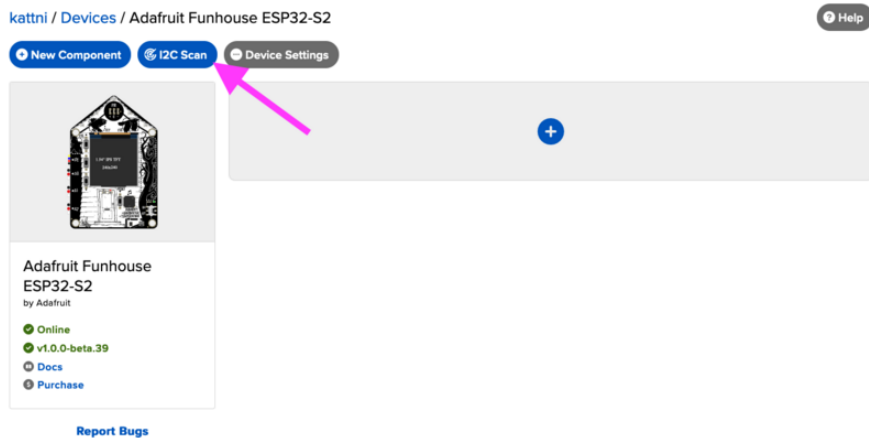 kattni / Devices / Adafruit Funhouse ESP32-S2
Help
New Component
I2C Scan
Device Settings
Adafruit Funhouse
ESP32-S2
by Adafruit
Online
v1.0.0-beta.39
Docs
Purchase
Report Bugs